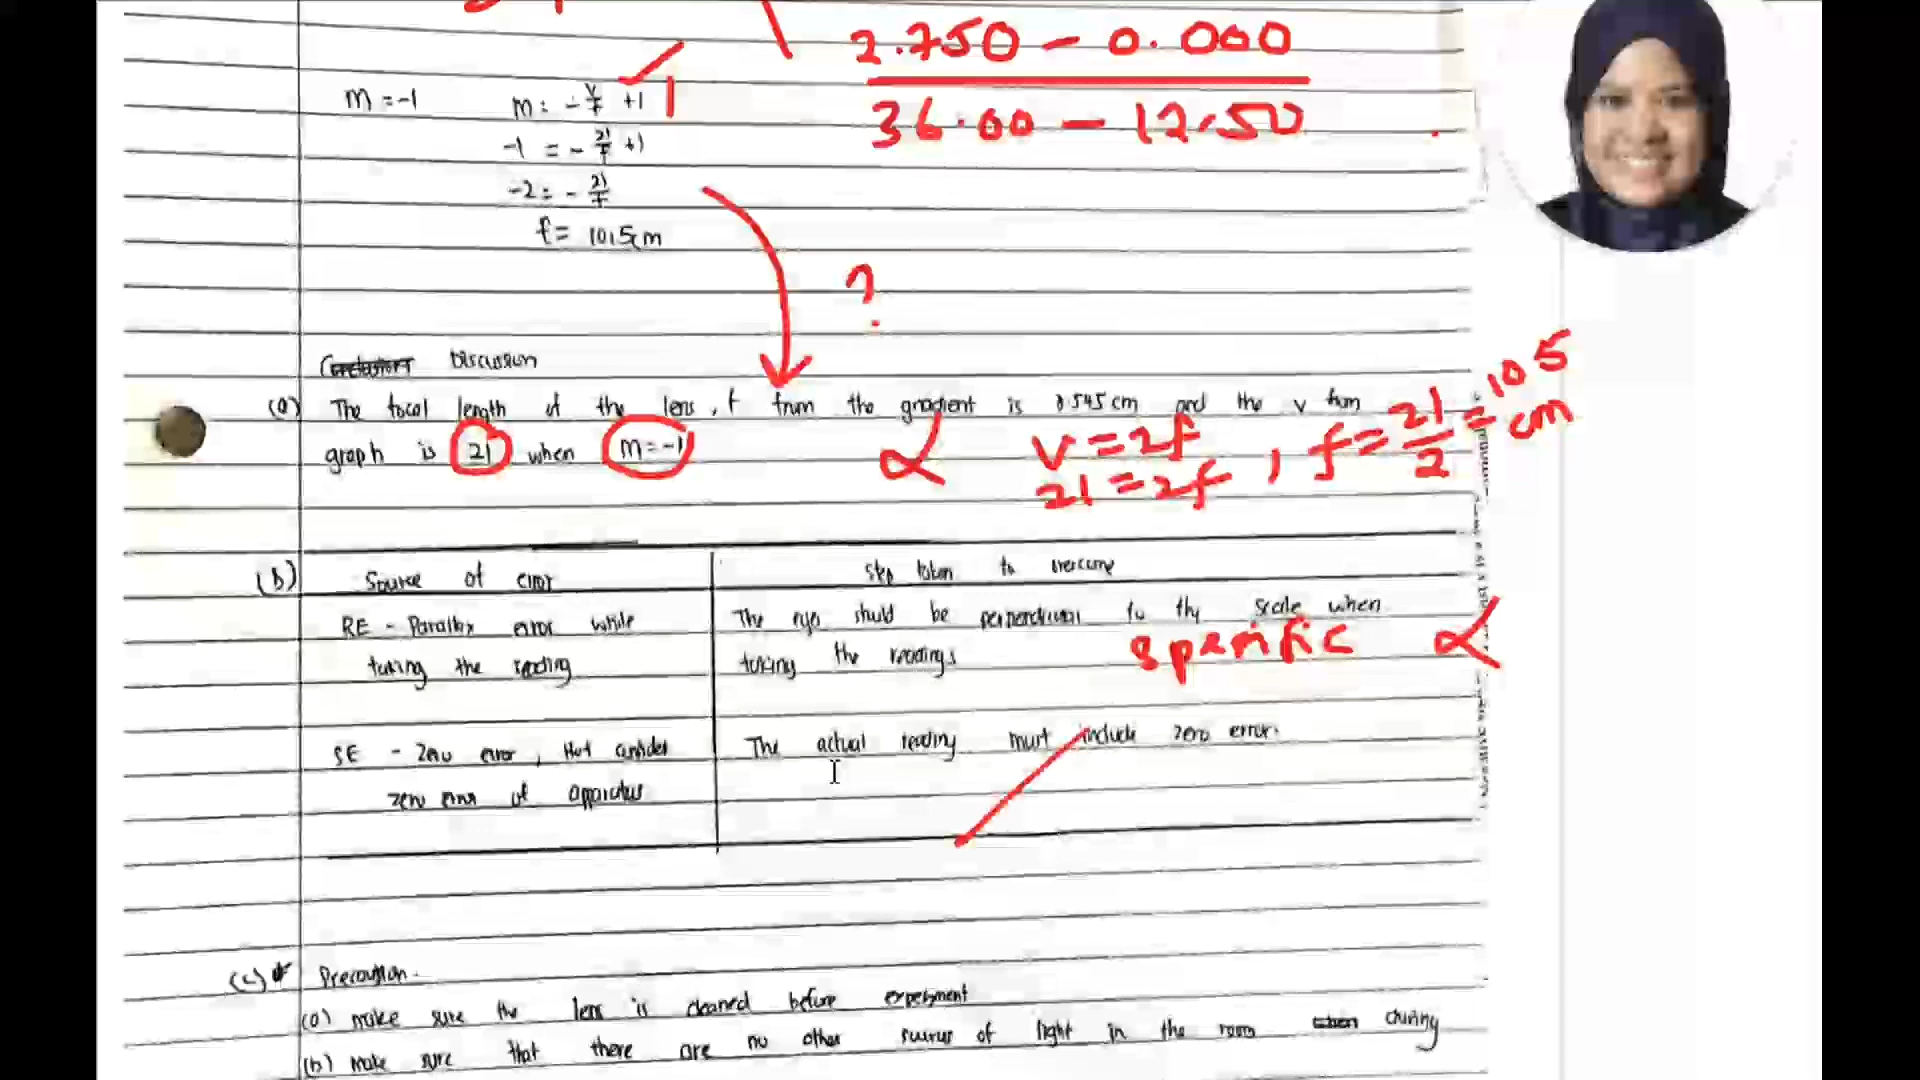 2.750 - 0.000
36.00 - 12.50
m = -1
m = - v/f + 1
-1 = - 21/f + 1
-2 = - 21/f
f = 10.5cm
?
Discussion
(a) The focal length of the lens, f from the gradient is 8.545 cm and the v from
graph is 21 when m = -1
v = 2f
21 = 2f , f = 21/2 = 10.5 cm
(b) Source of error
step taken to overcome
RE - Parallax error while
taking the reading
The eyes should be perpendicular to the scale when
taking the readings
SE - Zero error, Not consider
zero error of apparatus
The actual reading must include zero error.
(c) Precaution.
(a) make sure the lens is cleaned before experiment
(b) make sure that there are no other sources of light in the room during